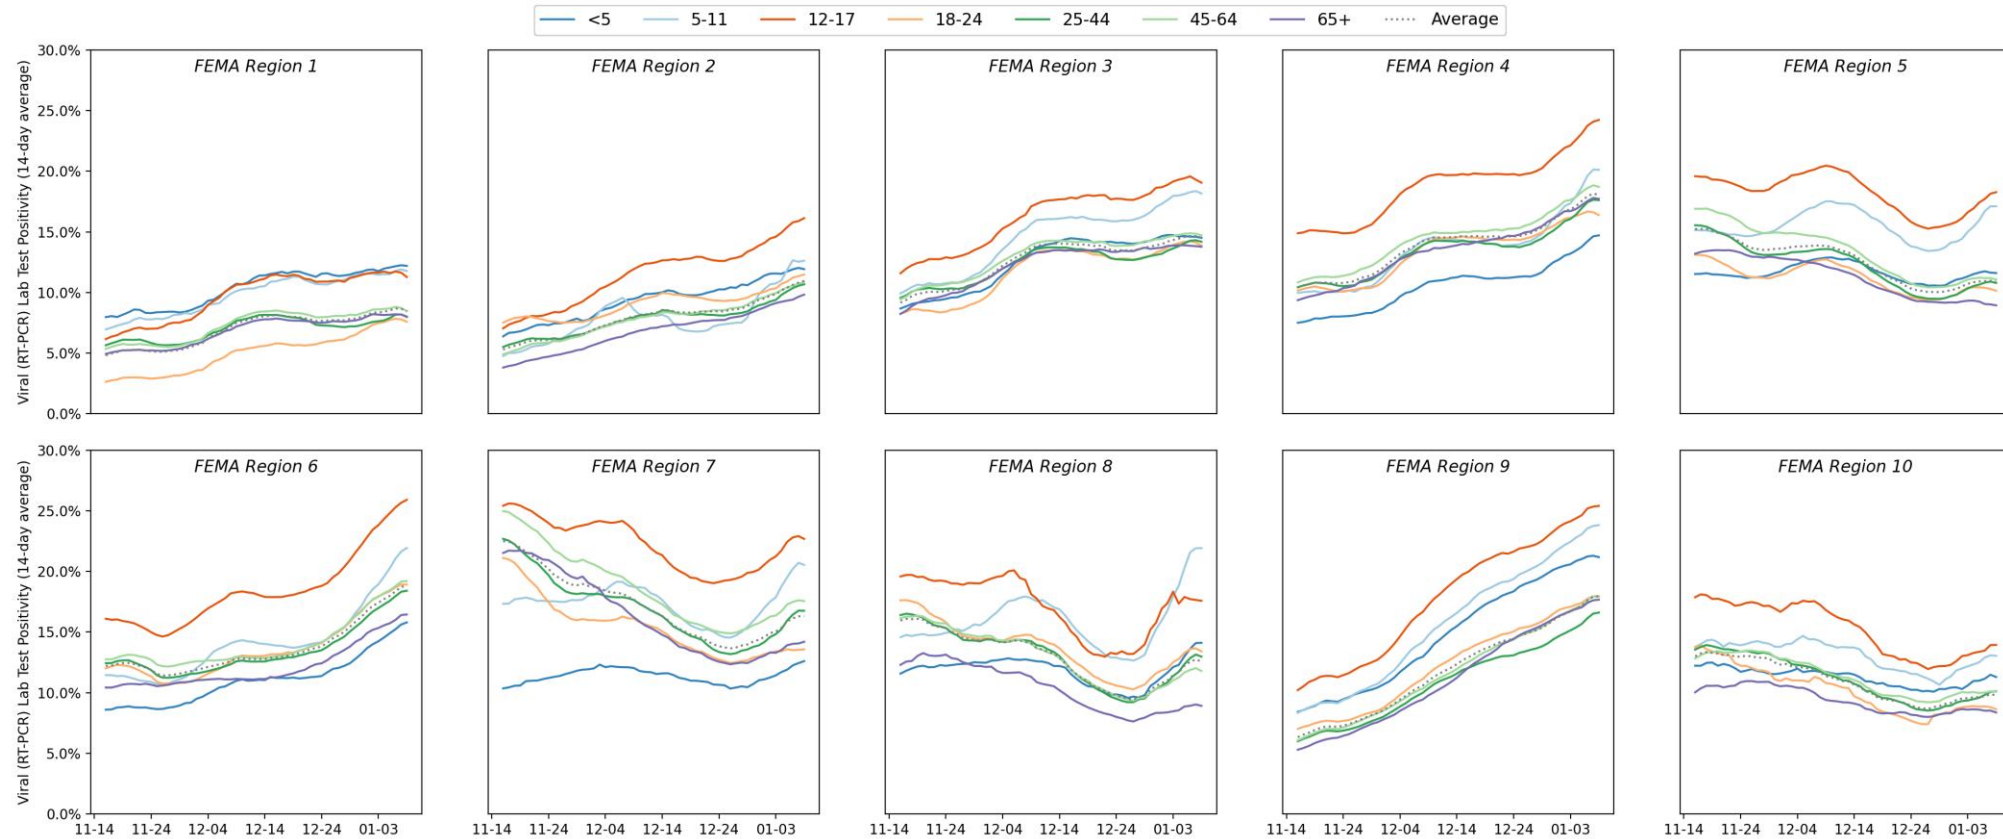 <5 5-11 12-17 18-24 25-44 45-64 65+ Average
Viral (RT-PCR) Lab Test Positivity (14-day average)
30.0%
25.0%
20.0%
15.0%
10.0%
5.0%
0.0%
FEMA Region 1
FEMA Region 2
FEMA Region 3
FEMA Region 4
FEMA Region 5
Viral (RT-PCR) Lab Test Positivity (14-day average)
30.0%
25.0%
20.0%
15.0%
10.0%
5.0%
0.0%
FEMA Region 6
11-14 11-24 12-04 12-14 12-24 01-03
FEMA Region 7
11-14 11-24 12-04 12-14 12-24 01-03
FEMA Region 8
11-14 11-24 12-04 12-14 12-24 01-03
FEMA Region 9
11-14 11-24 12-04 12-14 12-24 01-03
FEMA Region 10
11-14 11-24 12-04 12-14 12-24 01-03